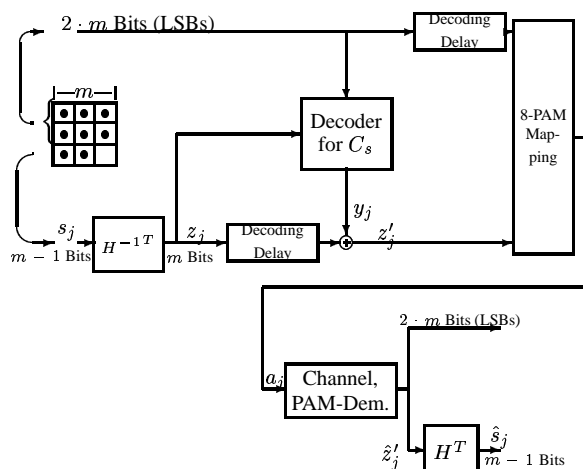 2 · m Bits (LSBs)
Decoding
Delay
m
Decoder
for C_s
8-PAM
Map-
ping
y_j
s_j
m − 1 Bits
H^{−1 T}
z_j
m Bits
Decoding
Delay
z'_j
2 · m Bits (LSBs)
a_j
Channel,
PAM-Dem.
ẑ'_j
H^T
ŝ_j
m − 1 Bits